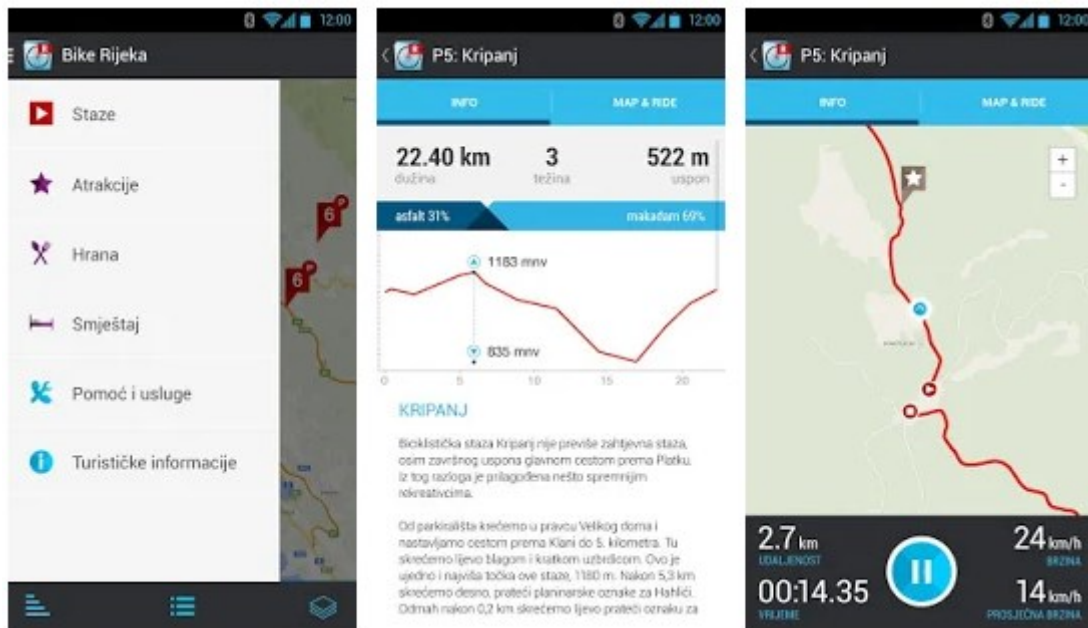 12:00
Bike Rijeka
Staze
Atrakcije
Hrana
Smještaj
Pomoć i usluge
Turističke informacije
6 P
6 P
12:00
P5: Kripanj
INFO
MAP & RIDE
22.40 km
3
522 m
dužina
težina
uspon
asfalt 31%
makadam 69%
1183 mnv
835 mnv
0
5
10
15
20
KRIPANJ
Biciklistička staza Kripanj nije previše zahtjevna staza,
osim završnog uspona glavnom cestom prema Platku.
Iz tog razloga je prilagođena nešto spremnijim
rekreativcima.
Od parkirališta krećemo u pravcu Velikog doma i
nastavljamo cestom prema Klani do 5. kilometra. Tu
skrećemo lijevo blagom i kratkom uzbrdicom. Ovo je
ujedno i najviša točka ove staze, 1180 m. Nakon 5,3 km
skrećemo desno, prateći planinarske oznake za Hahlići.
Odmah nakon 0,2 km skrećemo lijevo prateći oznaku za
12:00
P5: Kripanj
INFO
MAP & RIDE
+
-
2.7 km
UDALJENOST
24 km/h
BRZINA
00:14.35
VRIJEME
14 km/h
PROSJEČNA BRZINA